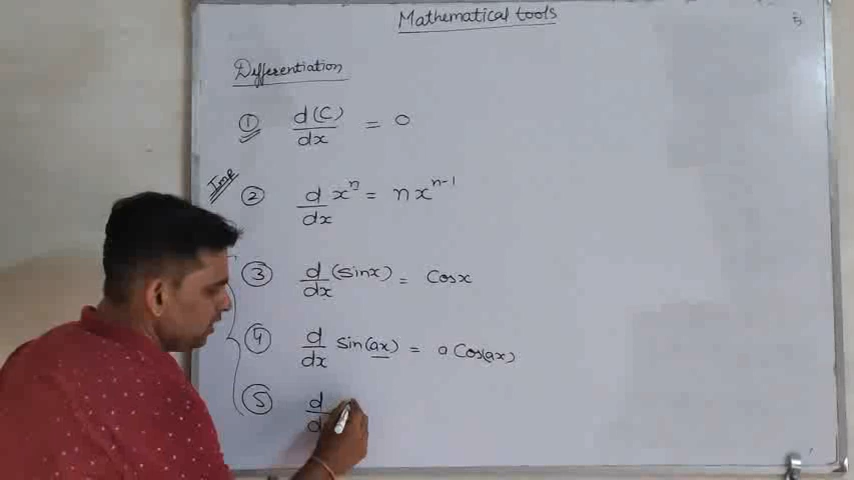 Mathematical tools
Differentiation
① d(C)/dx = 0
Imp
② d/dx x^n = nx^(n-1)
③ d/dx (sinx) = Cosx
④ d/dx sin(ax) = a Cos(ax)
⑤ d/d